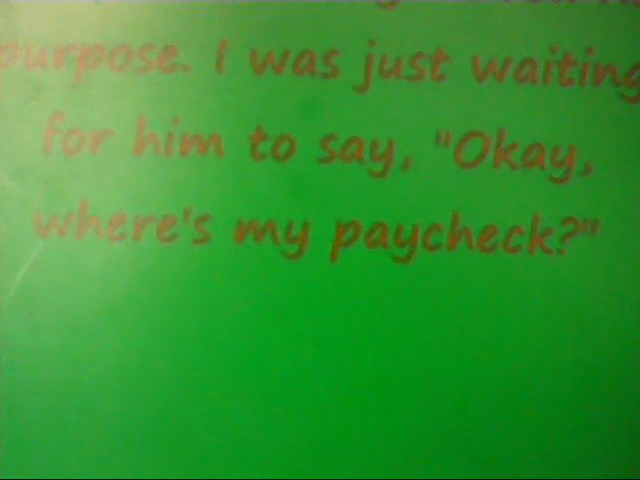 purpose. I was just waiting
for him to say, "Okay,
where's my paycheck?"